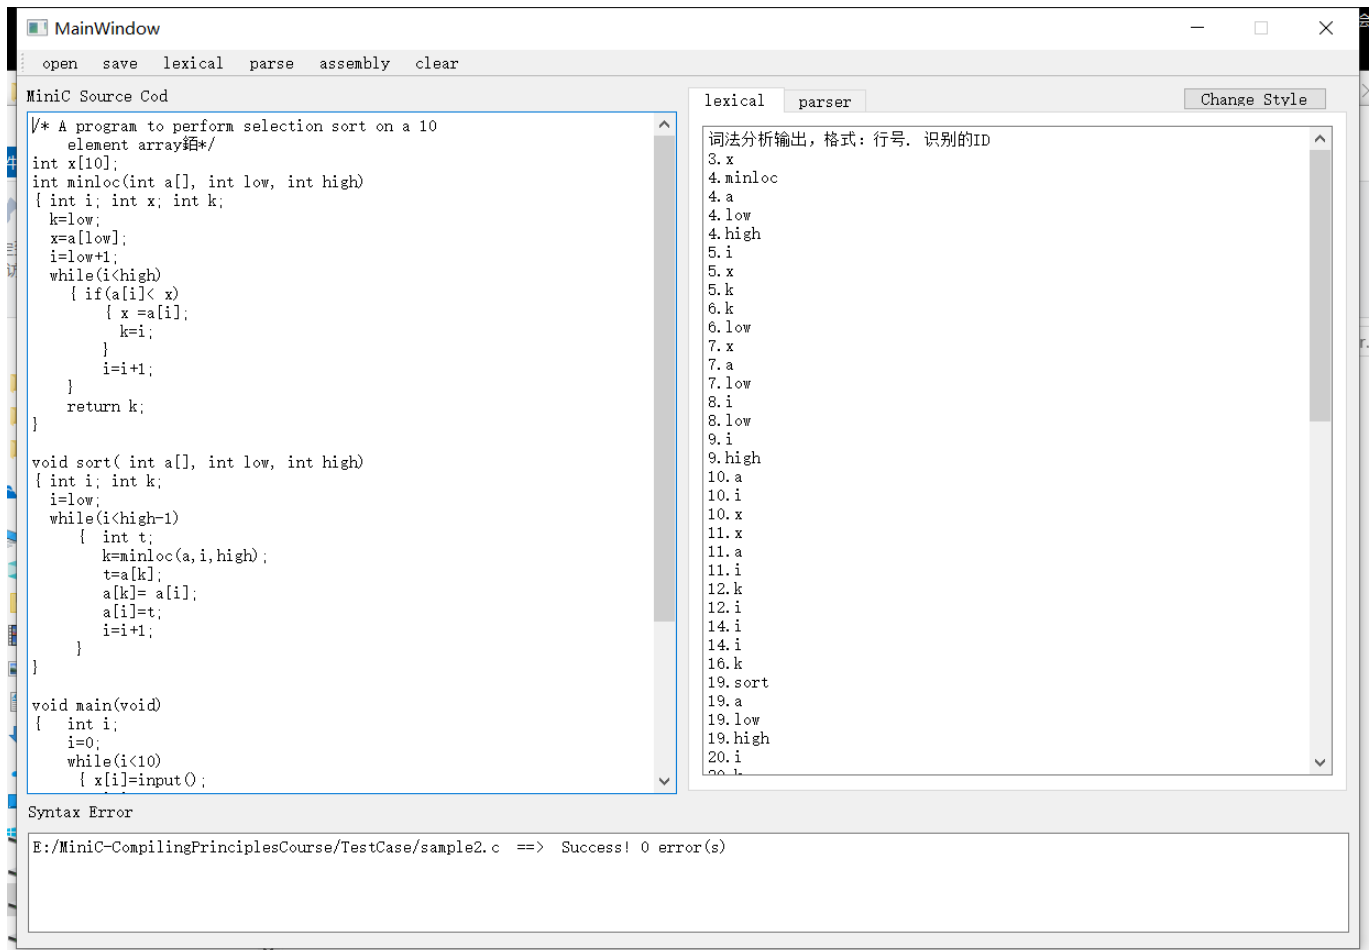 MainWindow
open save lexical parse assembly clear
MiniC Source Cod
/* A program to perform selection sort on a 10
element array銆*/
int x[10];
int minloc(int a[], int low, int high)
{ int i; int x; int k;
k=low;
x=a[low];
i=low+1;
while(i<high)
{ if(a[i]< x)
{ x =a[i];
k=i;
}
i=i+1;
}
return k;
}
void sort( int a[], int low, int high)
{ int i; int k;
i=low;
while(i<high-1)
{ int t;
k=minloc(a,i,high);
t=a[k];
a[k]= a[i];
a[i]=t;
i=i+1;
}
}
void main(void)
{ int i;
i=0;
while(i<10)
{ x[i]=input();
lexical parser
Change Style
词法分析输出，格式：行号. 识别的ID
3.x
4.minloc
4.a
4.low
4.high
5.i
5.x
5.k
6.k
6.low
7.x
7.a
7.low
8.i
8.low
9.i
9.high
10.a
10.i
10.x
11.x
11.a
11.i
12.k
12.i
14.i
14.i
16.k
19.sort
19.a
19.low
19.high
20.i
Syntax Error
E:/MiniC-CompilingPrinciplesCourse/TestCase/sample2.c ==> Success! 0 error(s)